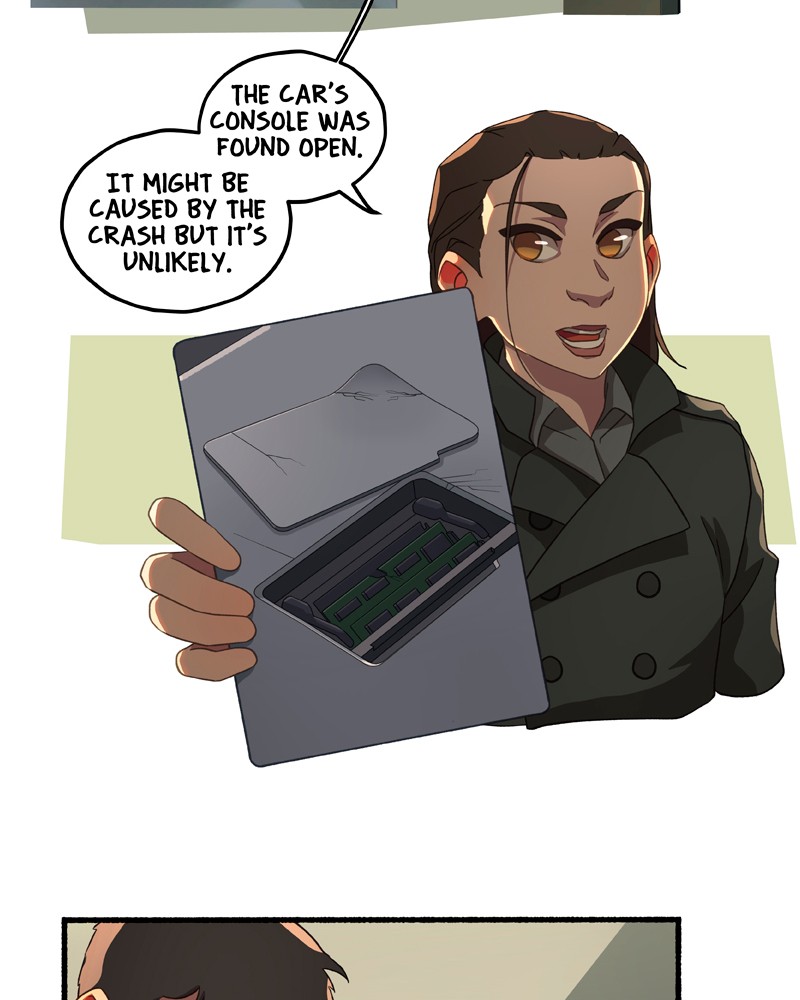 THE CAR'S
CONSOLE WAS
FOUND OPEN.
IT MIGHT BE
CAUSED BY THE
CRASH BUT IT'S
UNLIKELY.